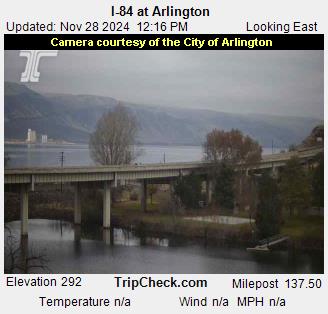 I-84 at Arlington
Updated: Nov 28 2024 12:16 PM Looking East
Camera courtesy of the City of Arlington
Elevation 292 TripCheck.com Milepost 137.50
Temperature n/a Wind n/a MPH n/a